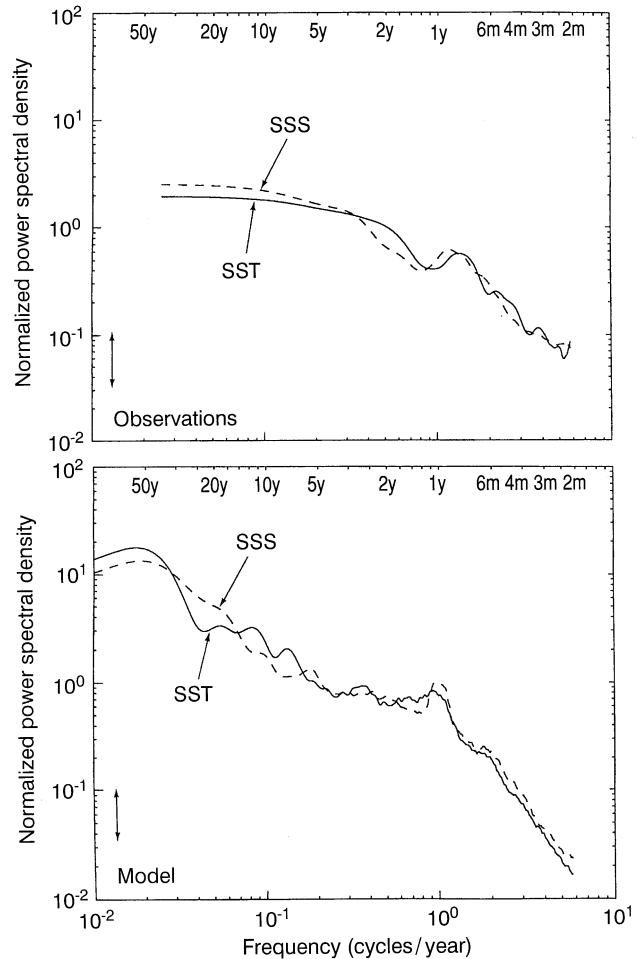 10²
50y 20y 10y 5y 2y 1y 6m 4m 3m 2m
10¹
SSS
10⁰
SST
10⁻¹
Observations
10⁻²
Normalized power spectral density
10²
50y 20y 10y 5y 2y 1y 6m 4m 3m 2m
SSS
10¹
SST
10⁰
10⁻¹
Model
10⁻²
Normalized power spectral density
10⁻² 10⁻¹ 10⁰ 10¹
Frequency (cycles/year)